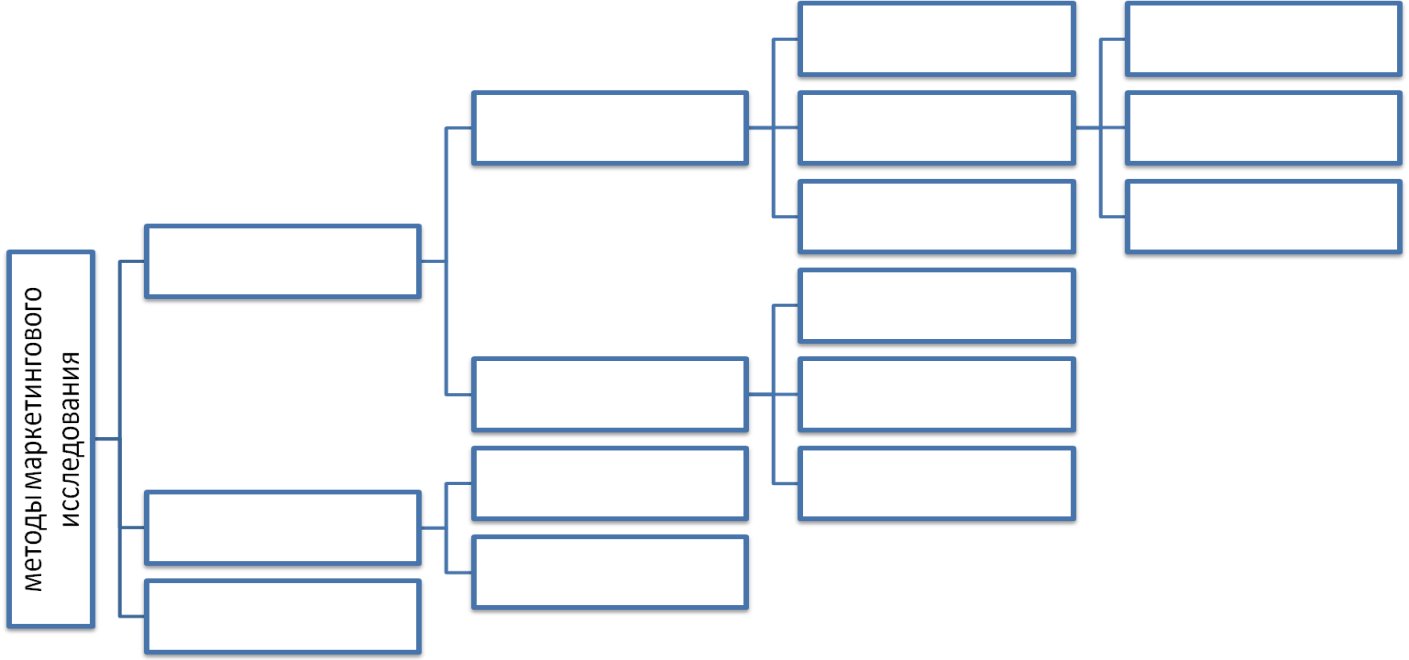 методы маркетингового
исследования